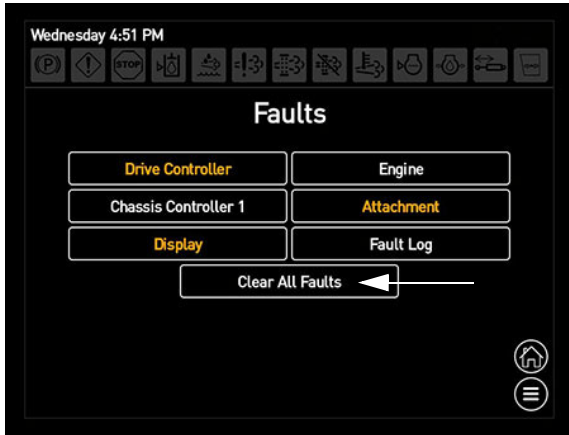 Wednesday 4:51 PM
(P) STOP
Faults
Drive Controller Engine
Chassis Controller 1 Attachment
Display Fault Log
Clear All Faults